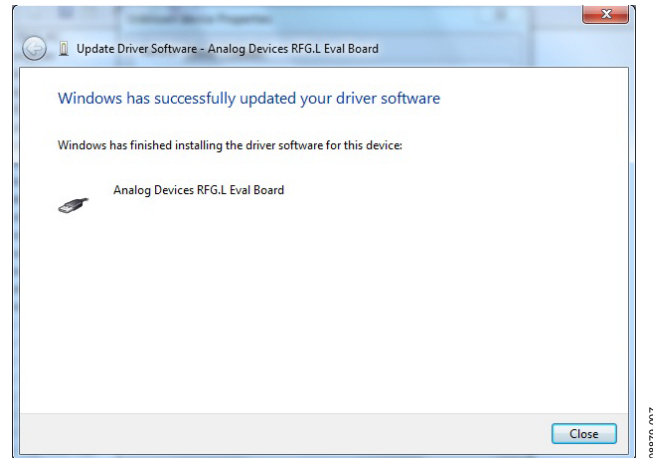 Update Driver Software - Analog Devices RFG.L Eval Board
Windows has successfully updated your driver software
Windows has finished installing the driver software for this device:
Analog Devices RFG.L Eval Board
Close